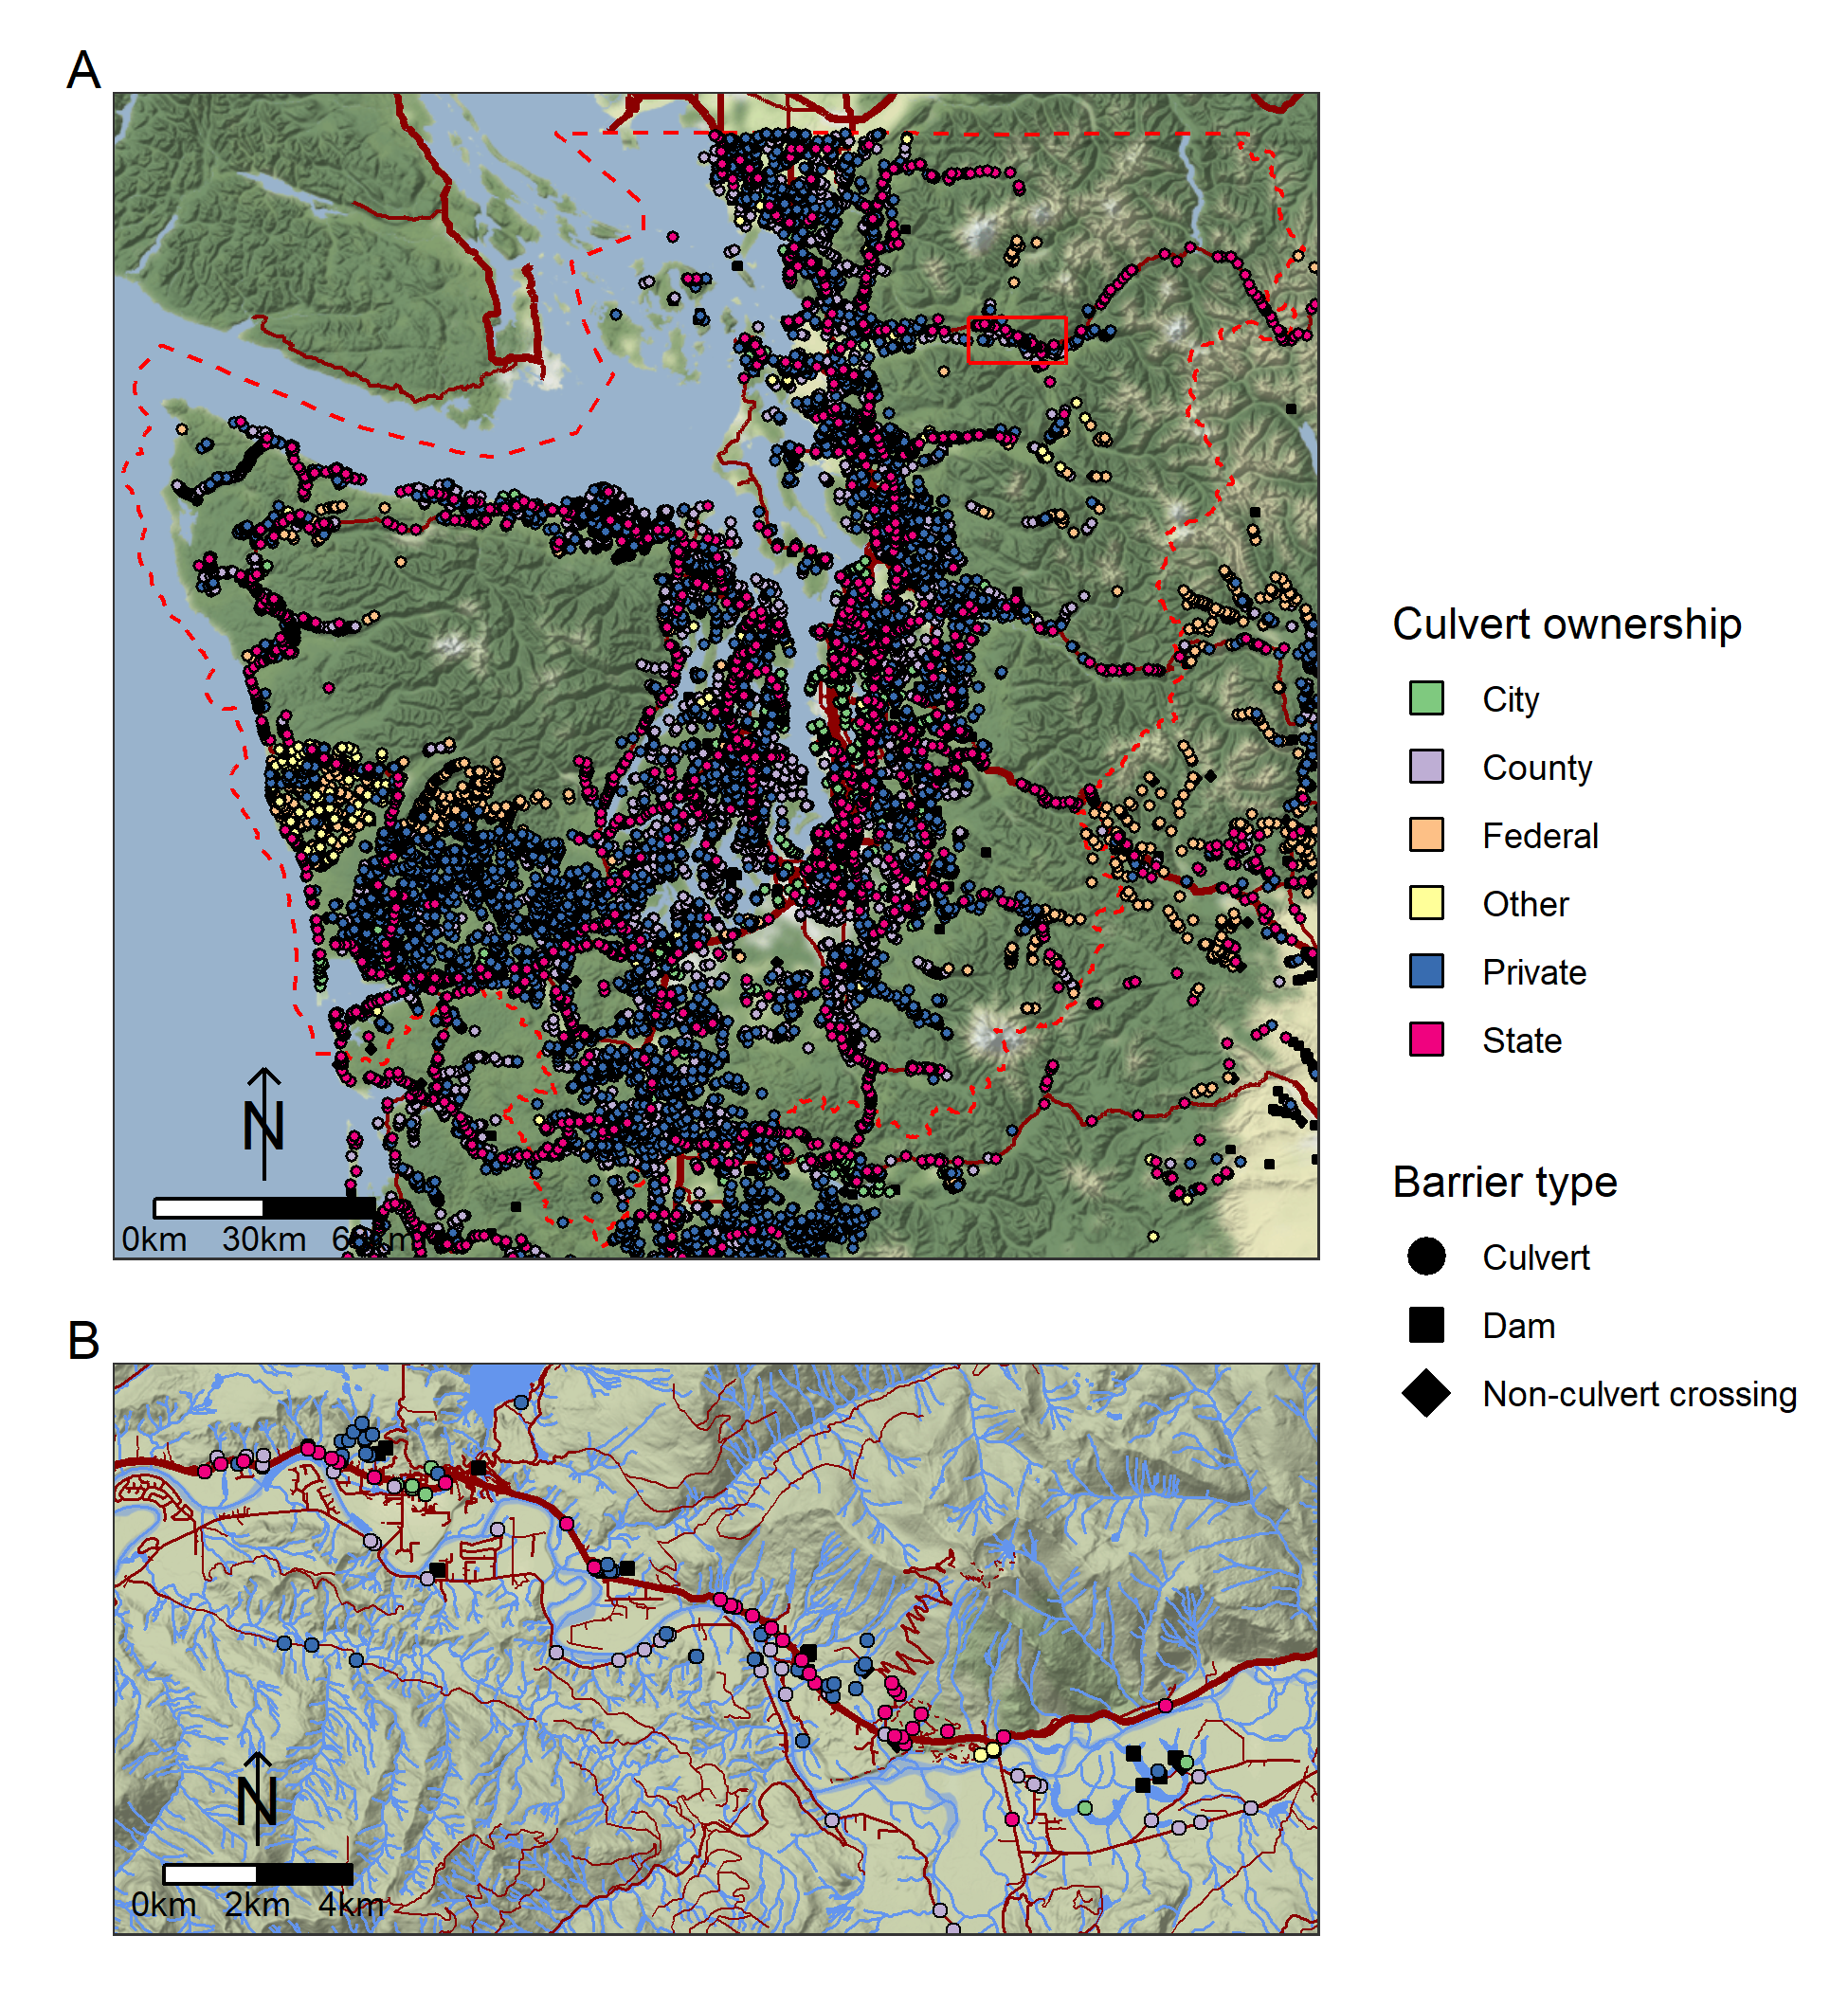 A
N
0km 30km
B
N
0km 2km 4km
Culvert ownership
City
County
Federal
Other
Private
State
Barrier type
Culvert
Dam
Non-culvert crossing